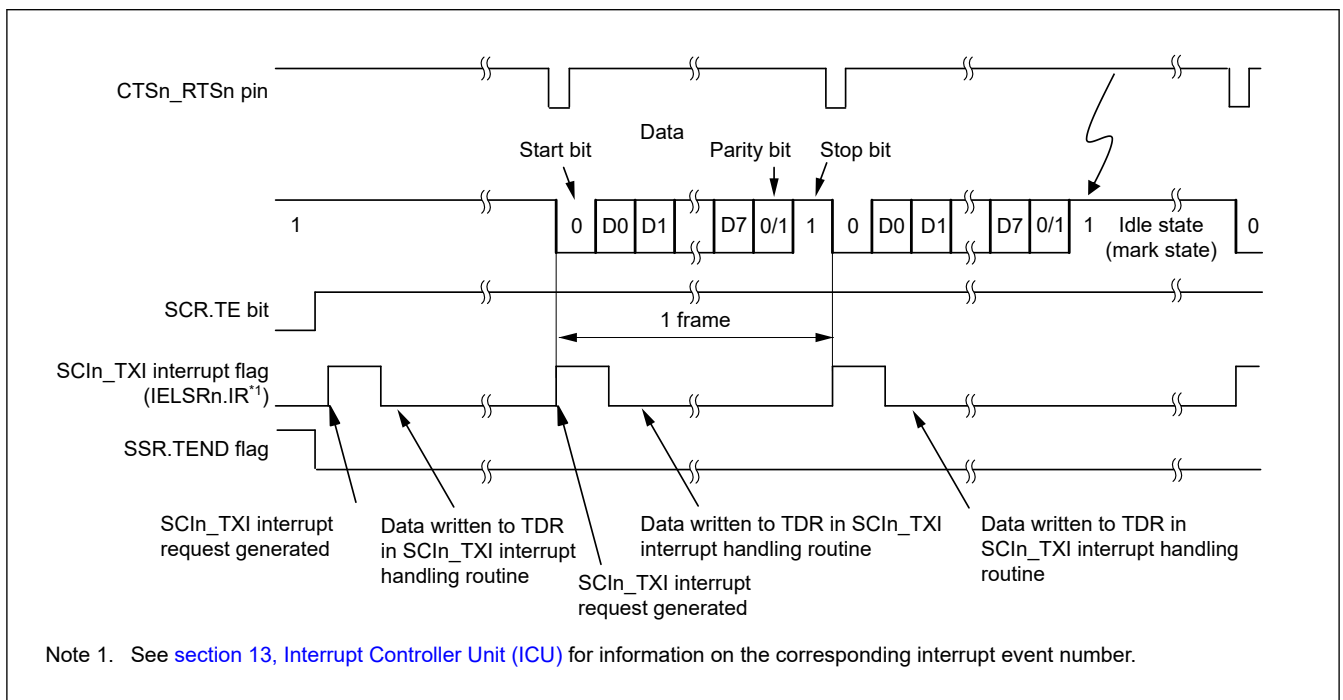 CTSn_RTSn pin
Data
Start bit
Parity bit
Stop bit
1
0
D0
D1
D7
0/1
1
0
D0
D1
D7
0/1
1
Idle state
(mark state)
0
SCR.TE bit
1 frame
SCIn_TXI interrupt flag
(IELSRn.IR*1)
SSR.TEND flag
SCIn_TXI interrupt
request generated
Data written to TDR
in SCIn_TXI interrupt
handling routine
SCIn_TXI interrupt
request generated
Data written to TDR in SCIn_TXI
interrupt handling routine
Data written to TDR in
SCIn_TXI interrupt handling
routine
Note 1. See section 13, Interrupt Controller Unit (ICU) for information on the corresponding interrupt event number.